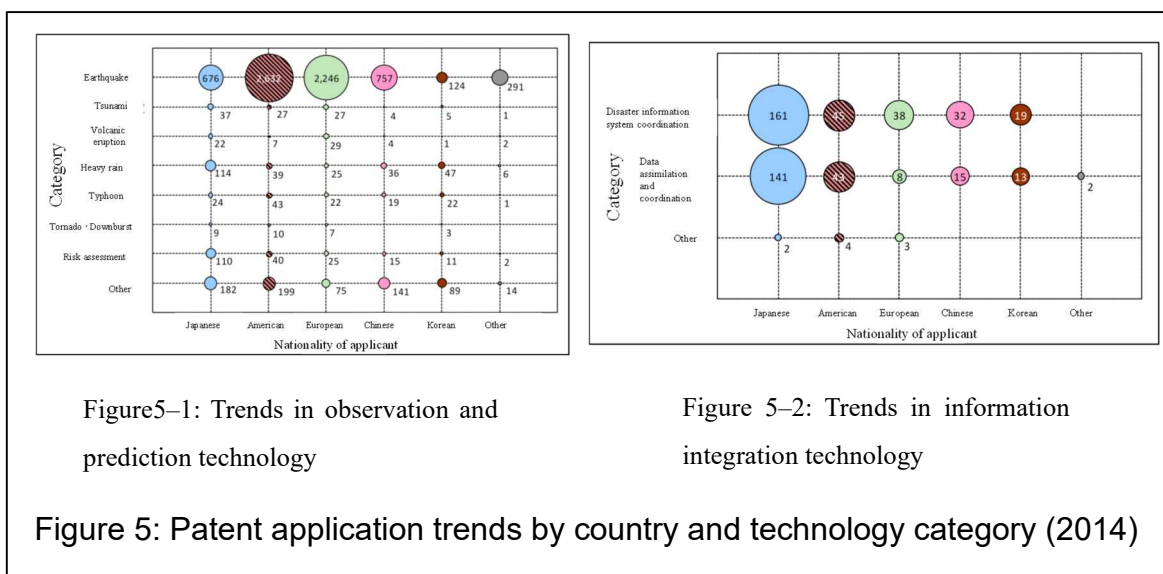 Category
Earthquake 676 2,246 757 124 291
Tsunami 37 27 27 4 5 1
Volcanic
eruption 22 7 29 4 1 2
Heavy rain 114 39 25 36 47 6
Typhoon 24 43 22 19 22 1
Tornado・Downburst 9 10 7 3
Risk assessment 110 40 25 15 11 2
Other 182 199 75 141 89 14
Japanese American European Chinese Korean Other
Nationality of applicant
Category
Disaster information
system coordination 161 45 38 32 19
Data
assimilation
and
coordination 141 43 8 15 13 2
Other 2 4 3
Japanese American European Chinese Korean Other
Nationality of applicant
Figure5–1: Trends in observation and
prediction technology
Figure 5–2: Trends in information
integration technology
Figure 5: Patent application trends by country and technology category (2014)